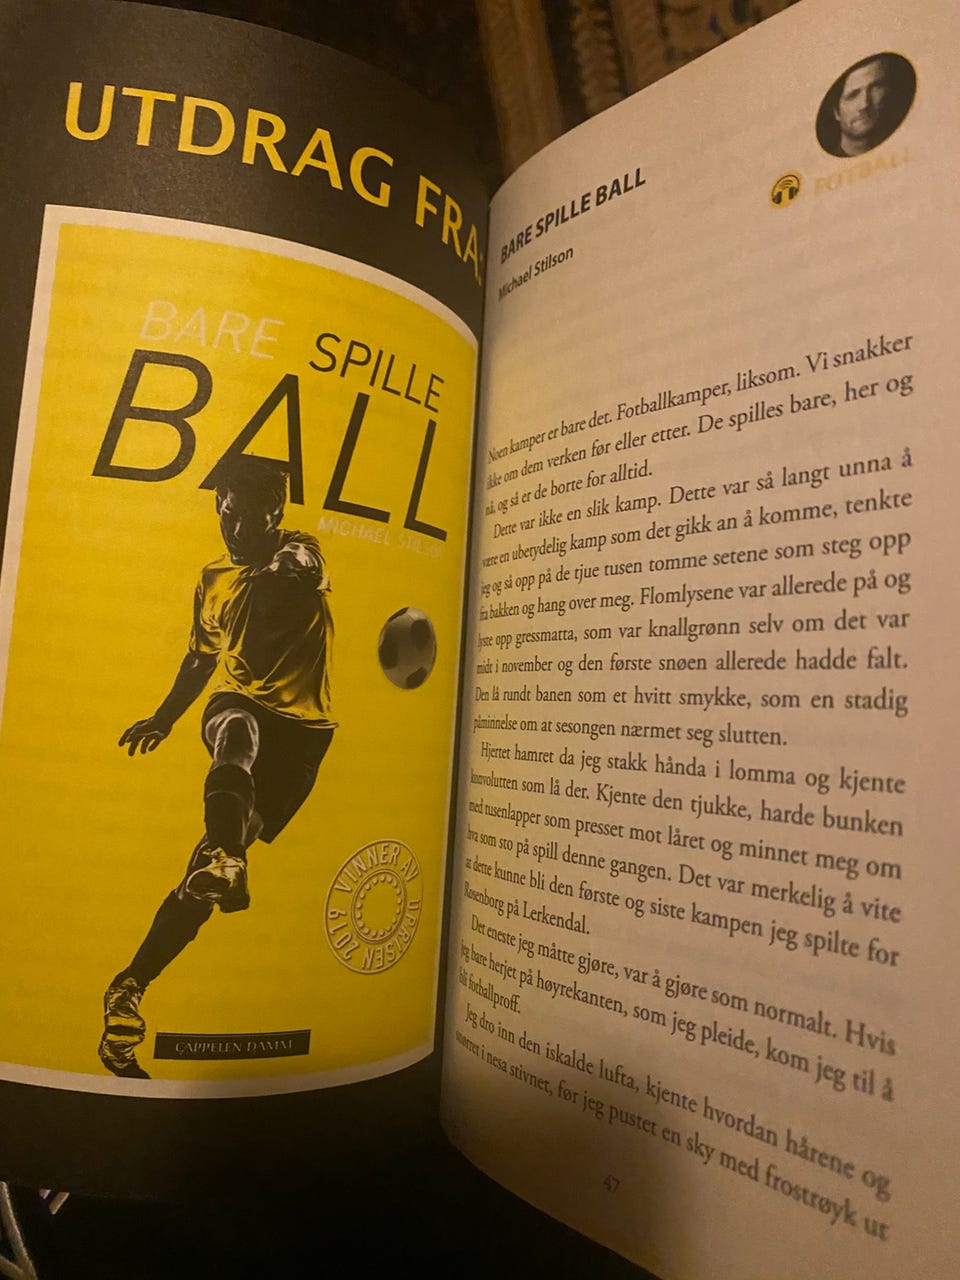 UTDRAG FRA:
BARE
SPILLE
BALL
MICHAEL STILSON
VINNER AV UPRISEN 2019
CAPPELEN DAMM
FOTBALL
BARE SPILLE BALL
Michael Stilson
Noen kamper er bare det. Fotballkamper, liksom. Vi snakker
ikke om dem verken før eller etter. De spilles bare, her og
nå, og så er de borte for alltid.
Dette var ikke en slik kamp. Dette var så langt unna å
være en ubetydelig kamp som det gikk an å komme, tenkte
jeg og så opp på de tjue tusen tomme setene som steg opp
fra bakken og hang over meg. Flomlysene var allerede på og
lyste opp gressmatta, som var knallgrønn selv om det var
midt i november og den første snøen allerede hadde falt.
Den lå rundt banen som et hvitt smykke, som en stadig
påminnelse om at sesongen nærmet seg slutten.
Hjertet hamret da jeg stakk hånda i lomma og kjente
konvolutten som lå der. Kjente den tjukke, harde bunken
med tusenlapper som presset mot låret og minnet meg om
hva som sto på spill denne gangen. Det var merkelig å vite
at dette kunne bli den første og siste kampen jeg spilte for
Rosenborg på Lerkendal.
Det eneste jeg måtte gjøre, var å gjøre som normalt. Hvis
jeg bare herjet på høyrekanten, som jeg pleide, kom jeg til å
bli fotballproff.
Jeg dro inn den iskalde lufta, kjente hvordan hårene og
snørret i nesa stivnet, før jeg pustet en sky med frostrøyk ut
47